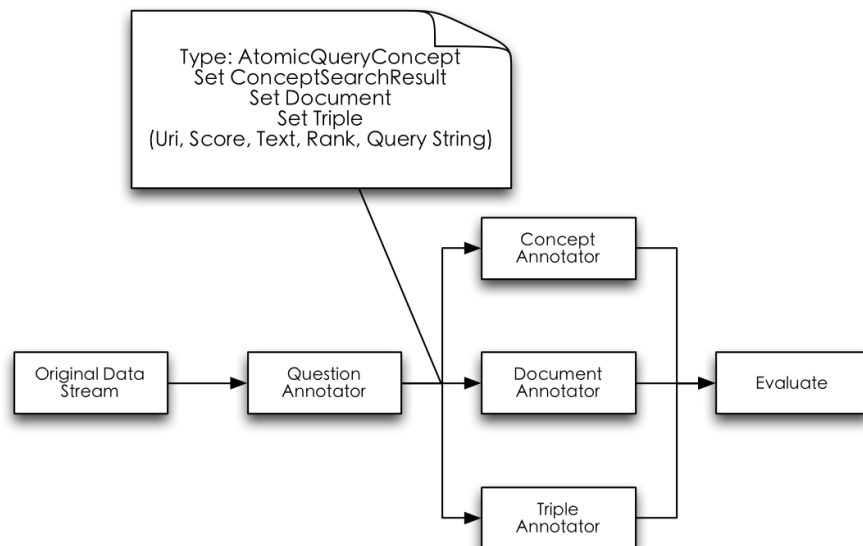 Type: AtomicQueryConcept
Set ConceptSearchResult
Set Document
Set Triple
(Uri, Score, Text, Rank, Query String)
Concept
Annotator
Original Data
Stream
Question
Annotator
Document
Annotator
Evaluate
Triple
Annotator